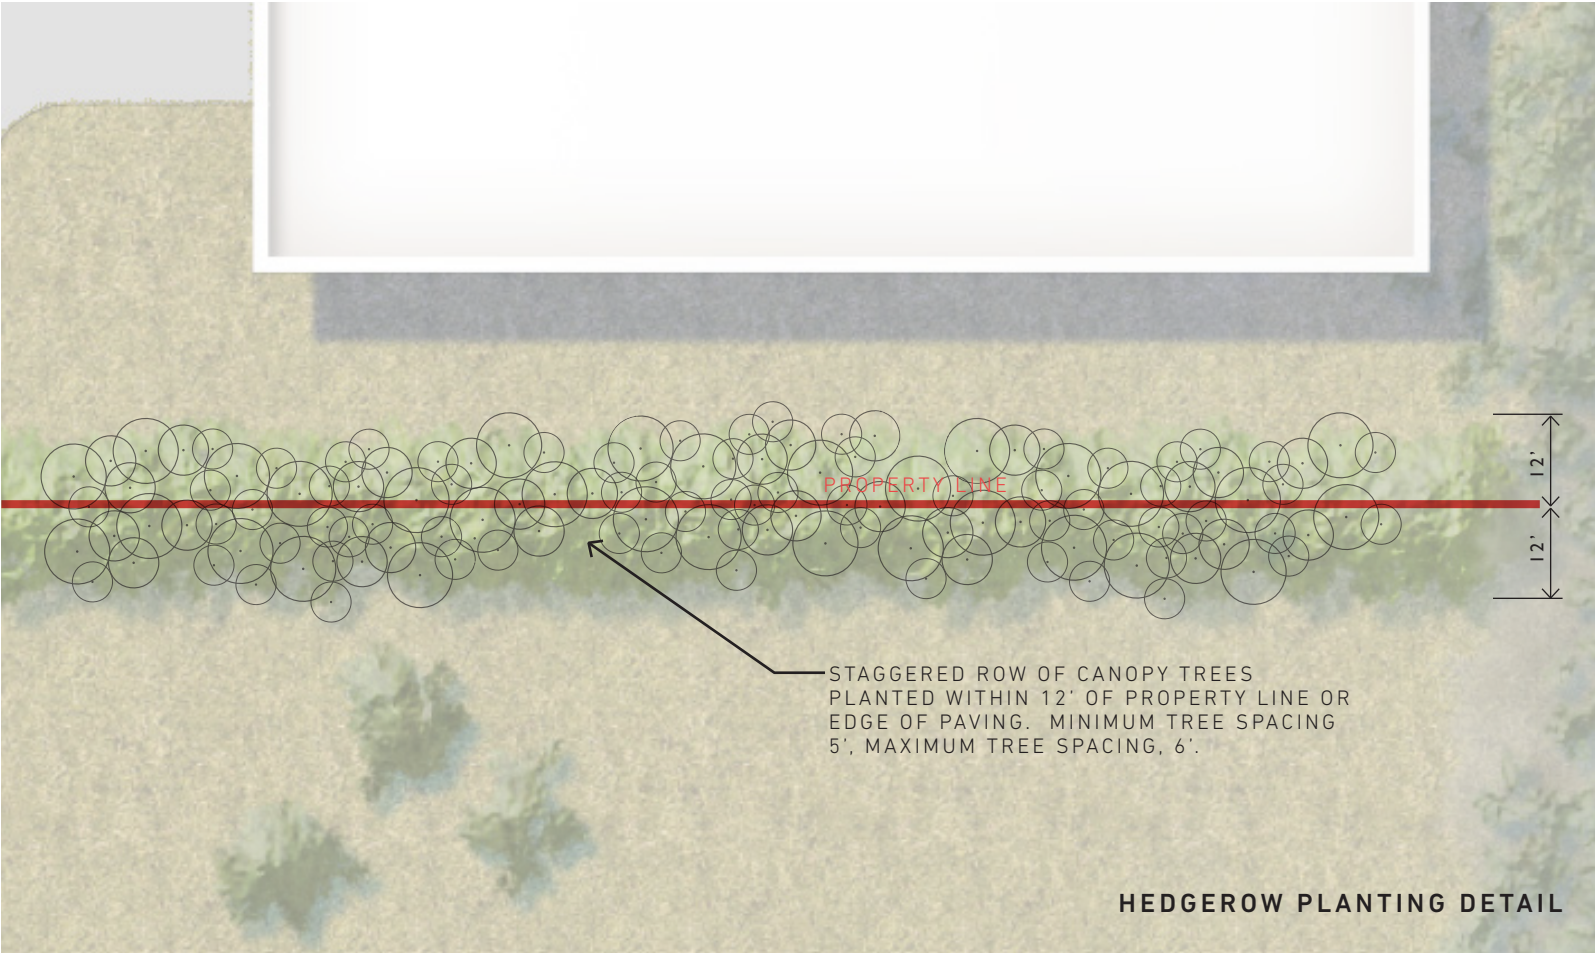 PROPERTY LINE
12'
12'
STAGGERED ROW OF CANOPY TREES
PLANTED WITHIN 12' OF PROPERTY LINE OR
EDGE OF PAVING. MINIMUM TREE SPACING
5', MAXIMUM TREE SPACING, 6'.
HEDGEROW PLANTING DETAIL